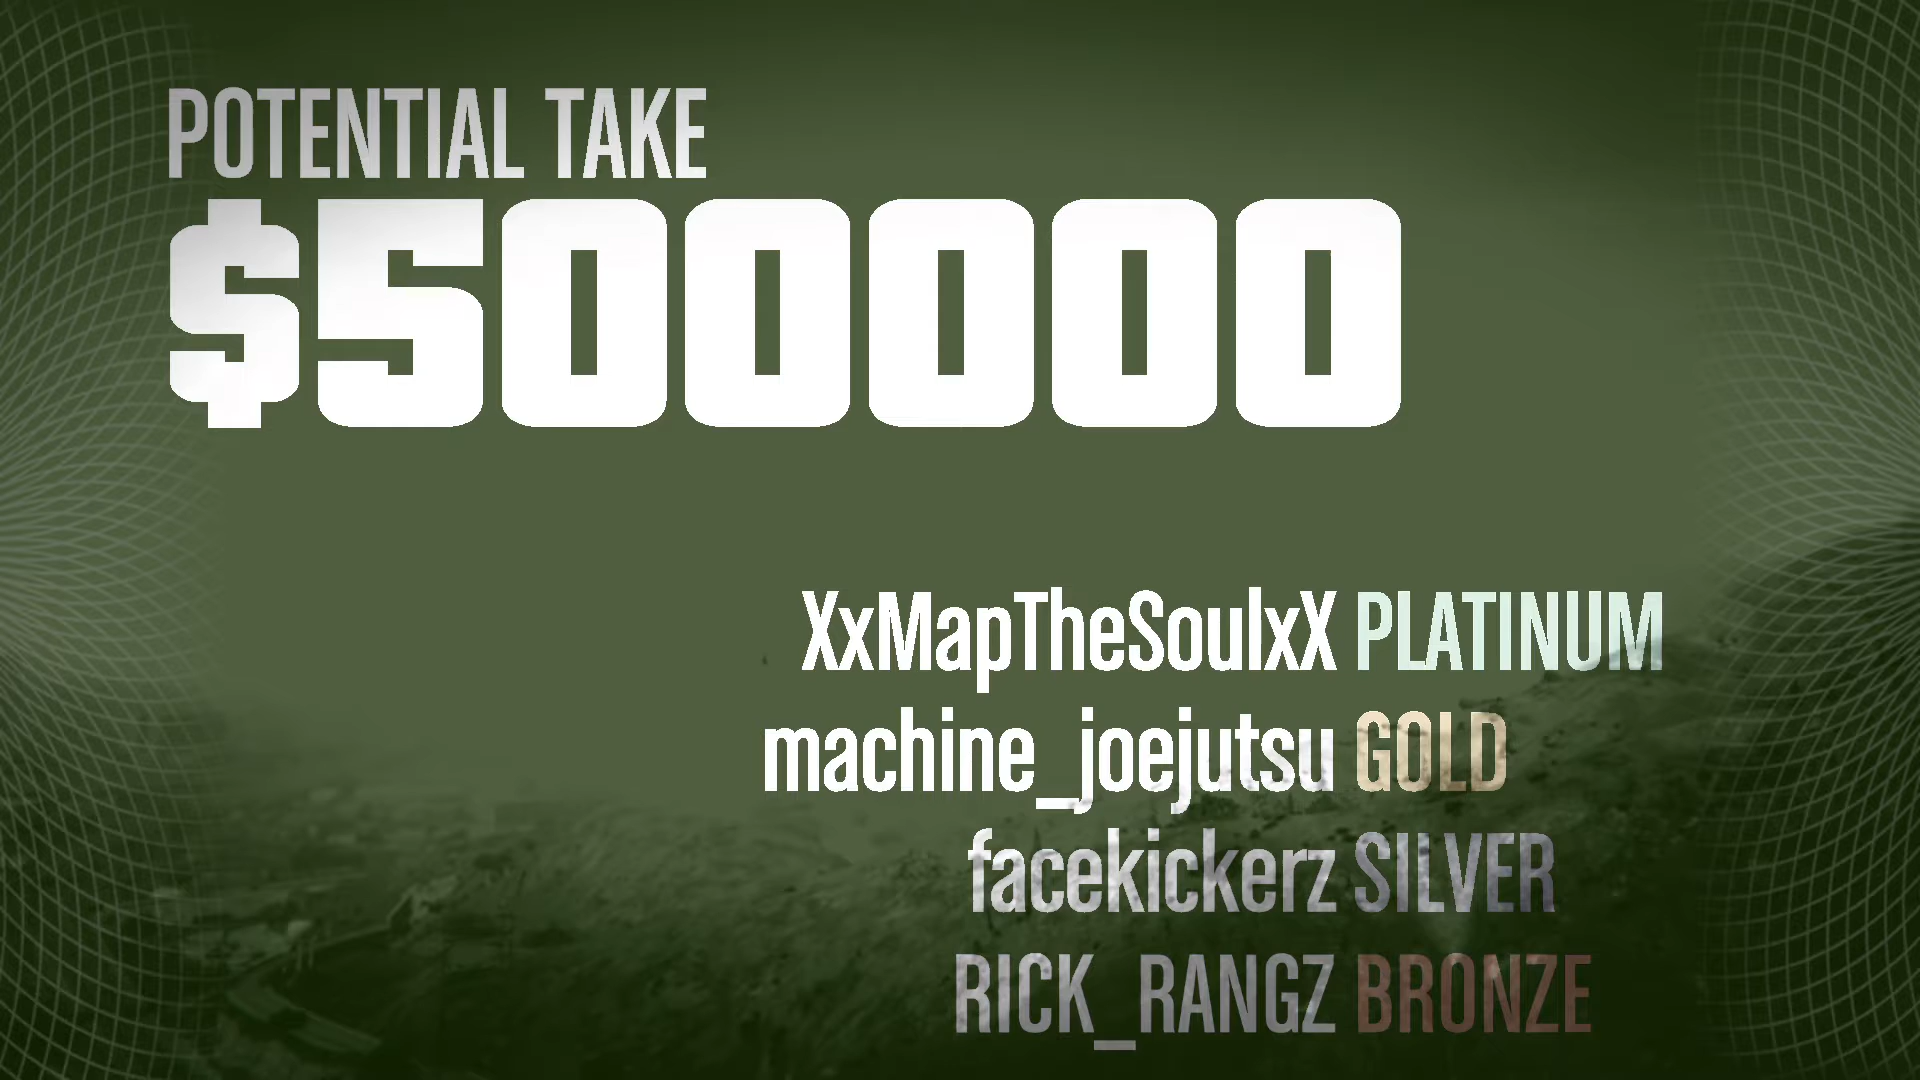 POTENTIAL TAKE
$500000
XxMapTheSoulxX PLATINUM
machine_joejutsu GOLD
facekickerz SILVER
RICK_RANGZ BRONZE